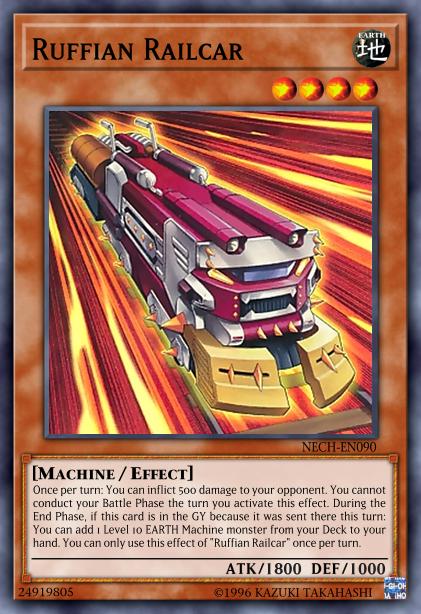 Ruffian Railcar
EARTH
地
NECH-EN090
[Machine / Effect]
Once per turn: You can inflict 500 damage to your opponent. You cannot
conduct your Battle Phase the turn you activate this effect. During the
End Phase, if this card is in the GY because it was sent there this turn:
You can add 1 Level 10 EARTH Machine monster from your Deck to your
hand. You can only use this effect of "Ruffian Railcar" once per turn.
ATK/1800 DEF/1000
24919805
©1996 KAZUKI TAKAHASHI